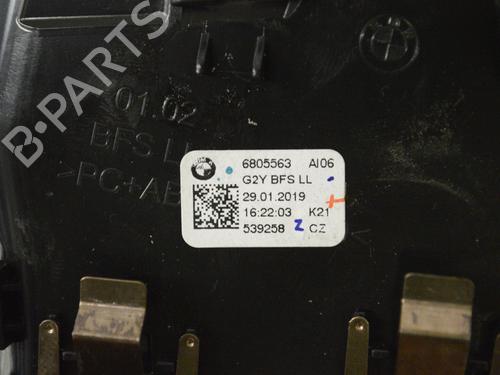 B-PARTS
01.02
BFS LL
>PC+AB
6805563 AI06
G2Y BFS LL
29.01.2019
16:22:03 K21
539258 z CZ